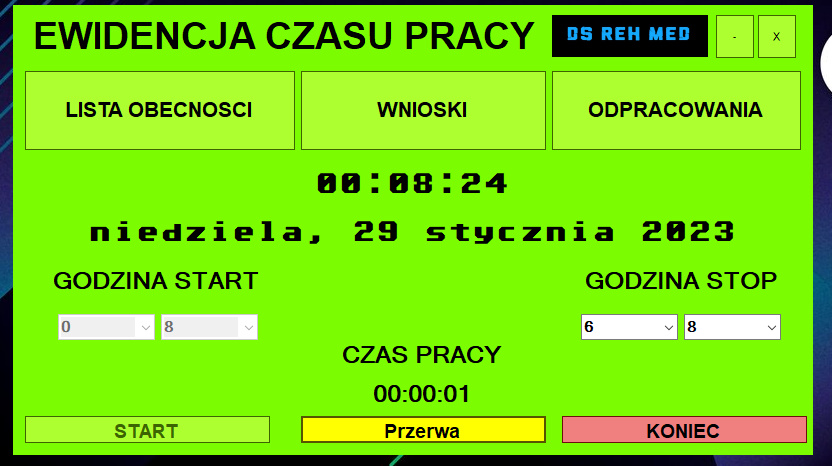 EWIDENCJA CZASU PRACY DS REH MED - X
LISTA OBECNOSCI WNIOSKI ODPRACOWANIA
00:08:24
niedziela, 29 stycznia 2023
GODZINA START GODZINA STOP
0 8 6 8
CZAS PRACY
00:00:01
START Przerwa KONIEC